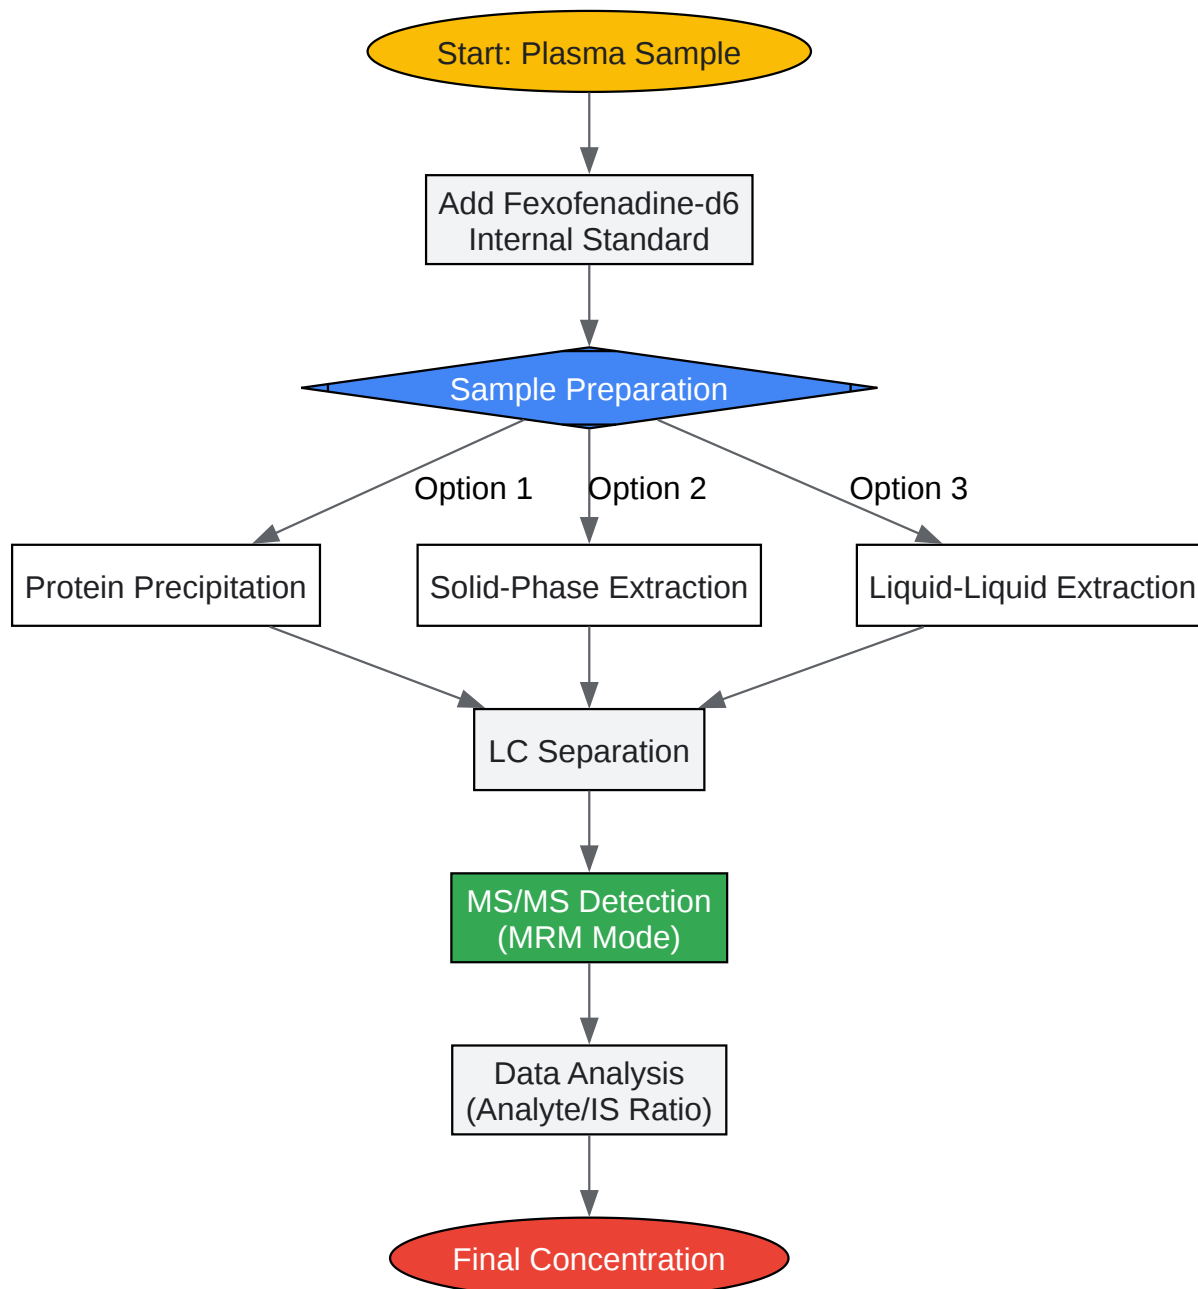 Start: Plasma Sample
Add Fexofenadine-d6
Internal Standard
Sample Preparation
Option 1
Option 2
Option 3
Protein Precipitation
Solid-Phase Extraction
Liquid-Liquid Extraction
LC Separation
MS/MS Detection
(MRM Mode)
Data Analysis
(Analyte/IS Ratio)
Final Concentration